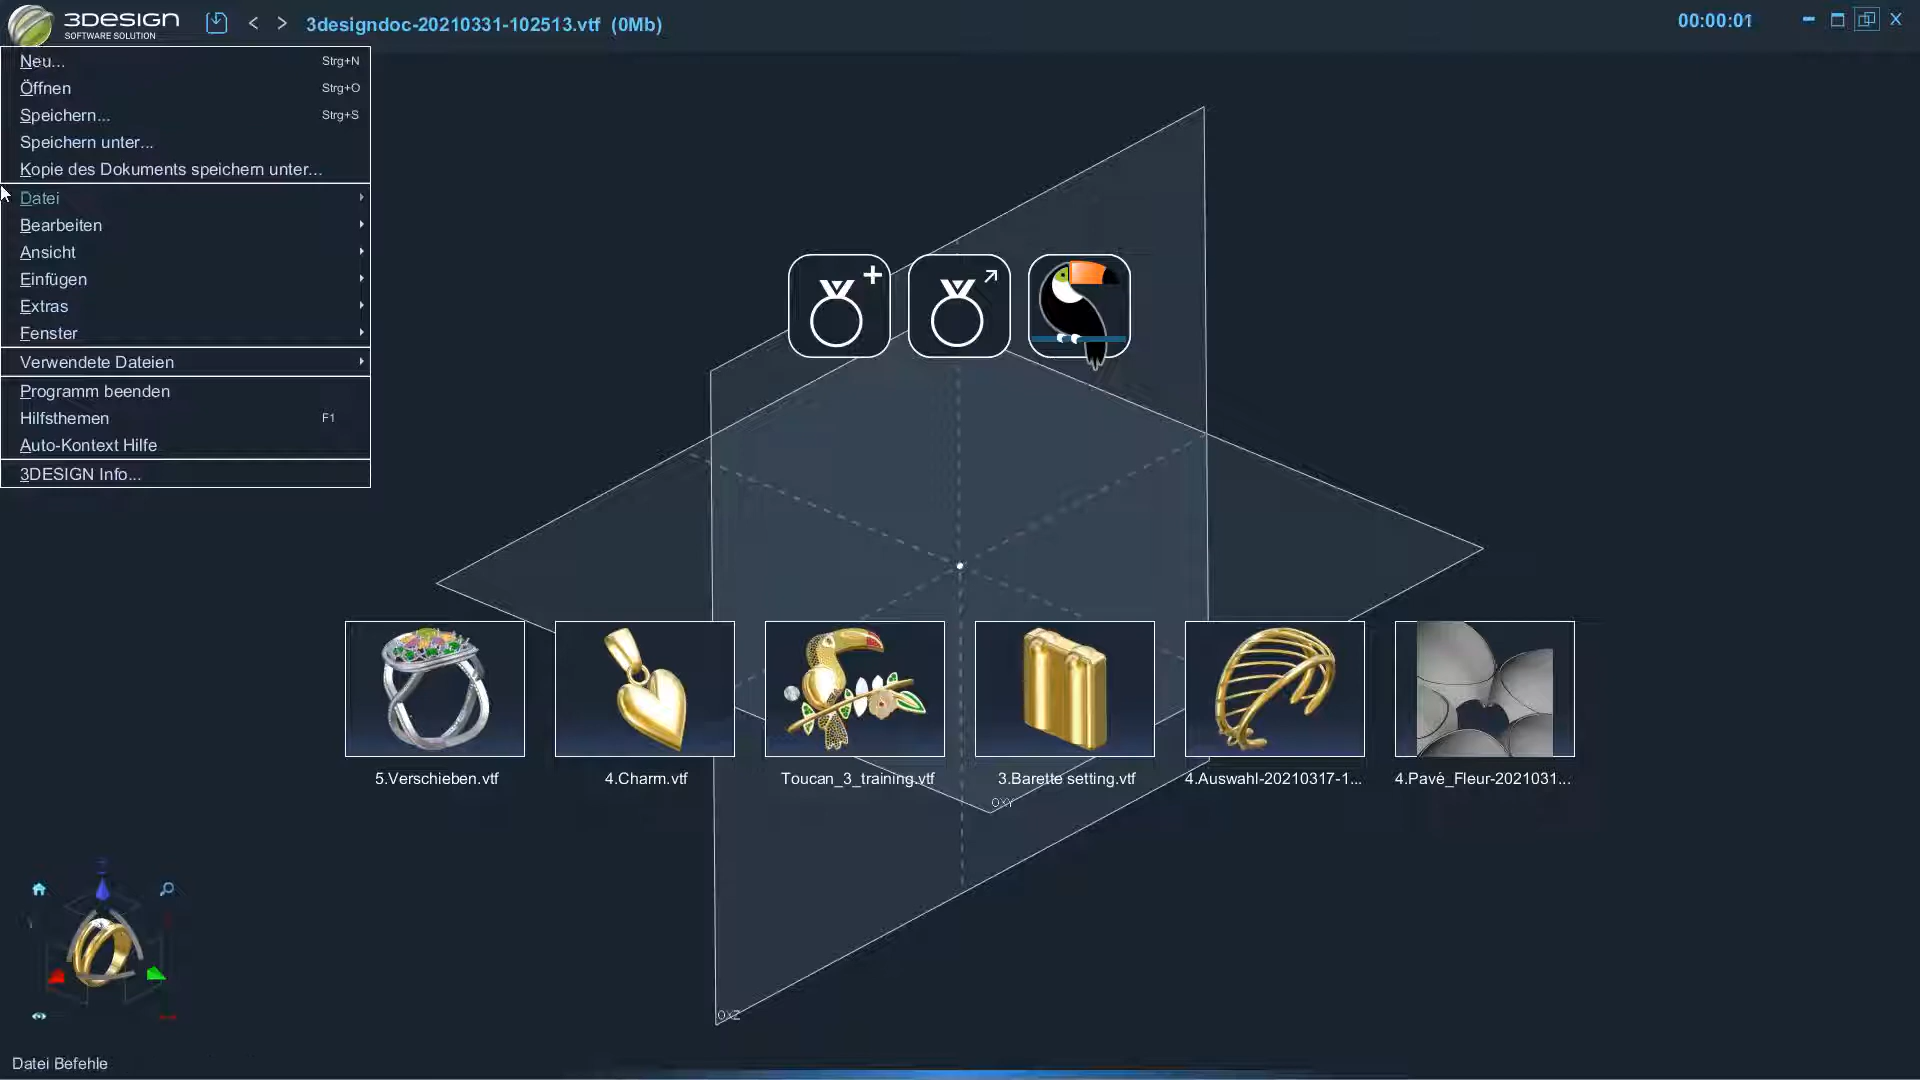 3DESIGN
SOFTWARE SOLUTION
3designdoc-20210331-102513.vtf (0Mb)
00:00:01
Neu... Strg+N
Öffnen Strg+O
Speichern... Strg+S
Speichern unter...
Kopie des Dokuments speichern unter...
Datei
Bearbeiten
Ansicht
Einfügen
Extras
Fenster
Verwendete Dateien
Programm beenden
Hilfsthemen F1
Auto-Kontext Hilfe
3DESIGN Info...
5.Verschieben.vtf
4.Charm.vtf
Toucan_3_training.vtf
3.Barette setting.vtf
4.Auswahl-20210317-1...
4.Pavé_Fleur-2021031...
OXY
OXZ
Datei Befehle